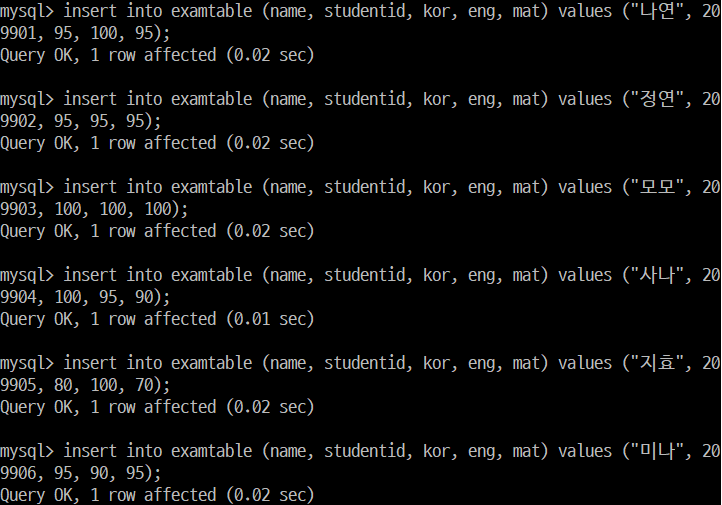 mysql> insert into examtable (name, studentid, kor, eng, mat) values ("나연", 20
9901, 95, 100, 95);
Query OK, 1 row affected (0.02 sec)
mysql> insert into examtable (name, studentid, kor, eng, mat) values ("정연", 20
9902, 95, 95, 95);
Query OK, 1 row affected (0.02 sec)
mysql> insert into examtable (name, studentid, kor, eng, mat) values ("모모", 20
9903, 100, 100, 100);
Query OK, 1 row affected (0.02 sec)
mysql> insert into examtable (name, studentid, kor, eng, mat) values ("사나", 20
9904, 100, 95, 90);
Query OK, 1 row affected (0.01 sec)
mysql> insert into examtable (name, studentid, kor, eng, mat) values ("지효", 20
9905, 80, 100, 70);
Query OK, 1 row affected (0.02 sec)
mysql> insert into examtable (name, studentid, kor, eng, mat) values ("미나", 20
9906, 95, 90, 95);
Query OK, 1 row affected (0.02 sec)